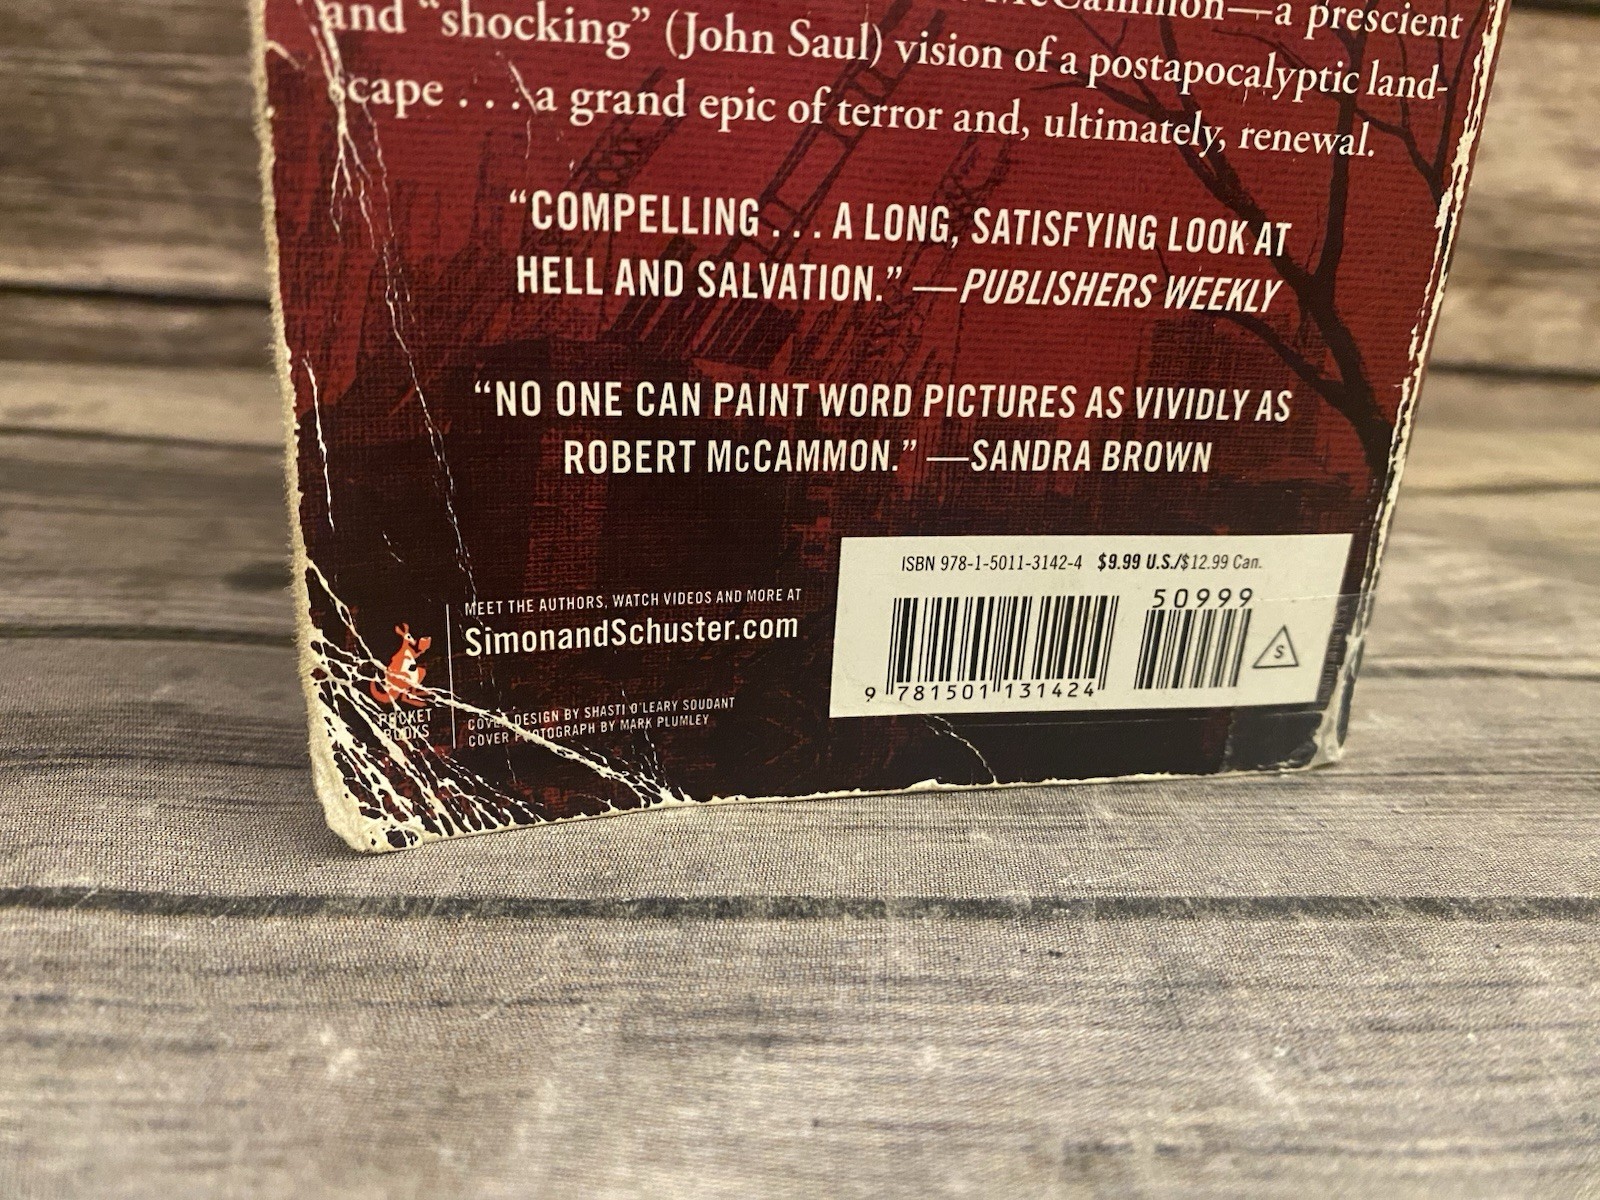 McCammon—a prescient
and “shocking” (John Saul) vision of a postapocalyptic land-
scape . . . a grand epic of terror and, ultimately, renewal.
“COMPELLING . . . A LONG, SATISFYING LOOK AT
HELL AND SALVATION.” —PUBLISHERS WEEKLY
“NO ONE CAN PAINT WORD PICTURES AS VIVIDLY AS
ROBERT McCAMMON.” —SANDRA BROWN
MEET THE AUTHORS, WATCH VIDEOS AND MORE AT
SimonandSchuster.com
POCKET
BOOKS
COVER DESIGN BY SHASTI O'LEARY SOUDANT
COVER PHOTOGRAPH BY MARK PLUMLEY
ISBN 978-1-5011-3142-4 $9.99 U.S./$12.99 Can.
50999
9 781501 131424
S